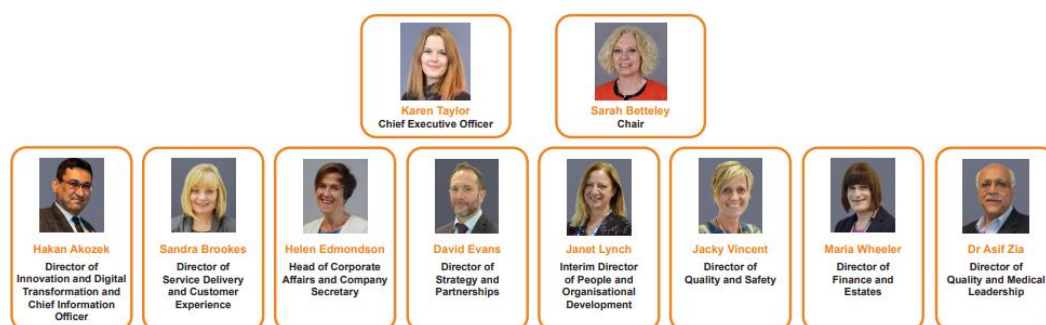 Karen Taylor
Chief Executive Officer
Sarah Betteley
Chair
Hakan Akozek
Director of
Innovation and Digital
Transformation and
Chief Information
Officer
Sandra Brookes
Director of
Service Delivery
and Customer
Experience
Helen Edmondson
Head of Corporate
Affairs and Company
Secretary
David Evans
Director of
Strategy and
Partnerships
Janet Lynch
Interim Director
of People and
Organisational
Development
Jacky Vincent
Director of
Quality and Safety
Maria Wheeler
Director of
Finance and
Estates
Dr Asif Zia
Director of
Quality and Medical
Leadership